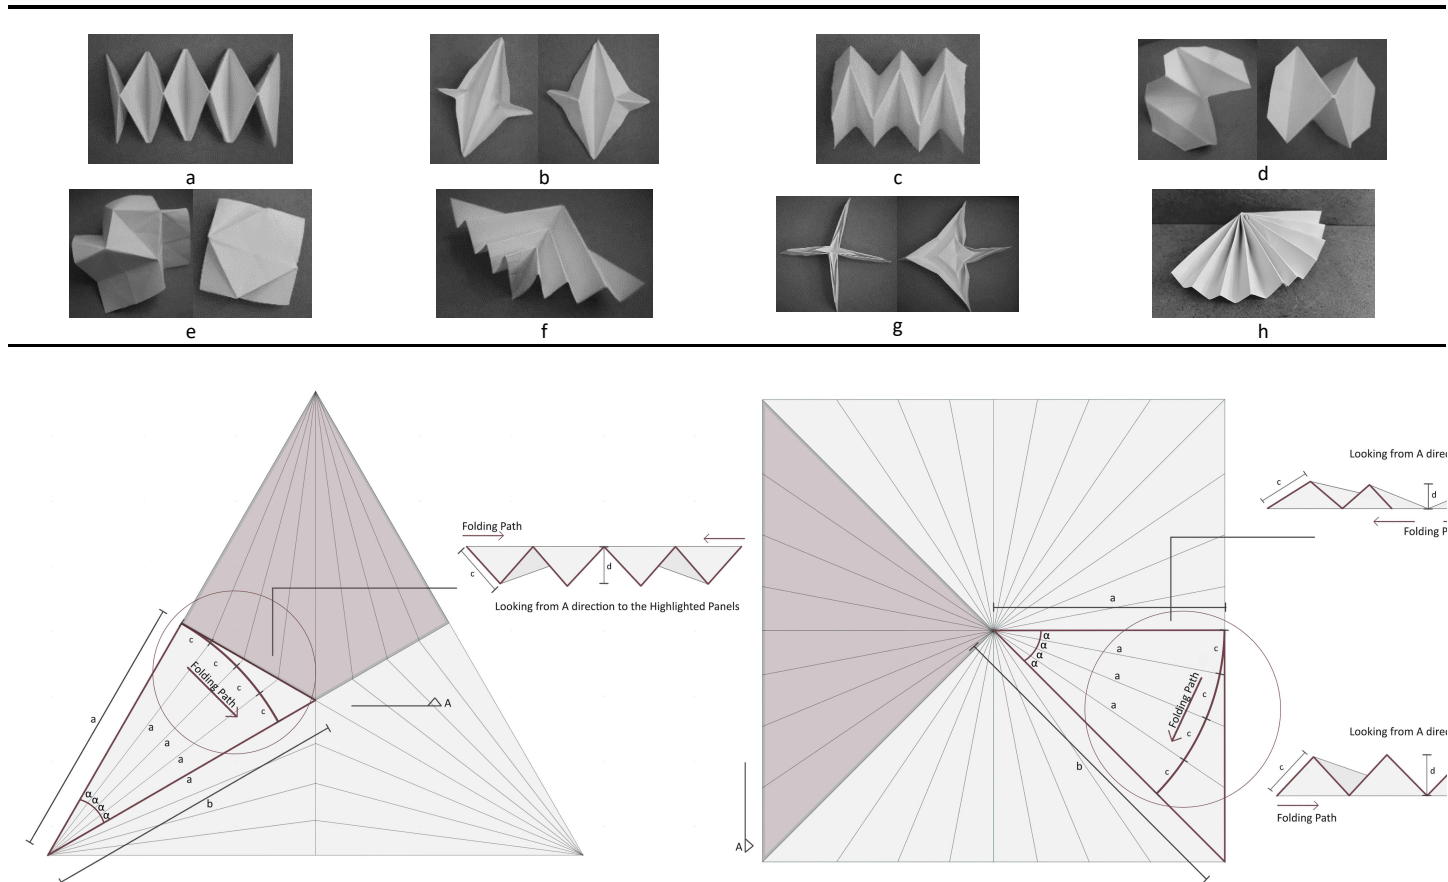 a
b
c
d
e
f
g
h
Folding Path
c
d
Looking from A direction to the Highlighted Panels
a
c
c
c
c
Folding Path
A
a
a
a
a
b
α
α
α
α
Looking from A direc
c
d
Folding P
a
α
α
α
α
a
a
a
c
c
c
c
Folding Path
b
A
Looking from A direc
c
d
Folding Path